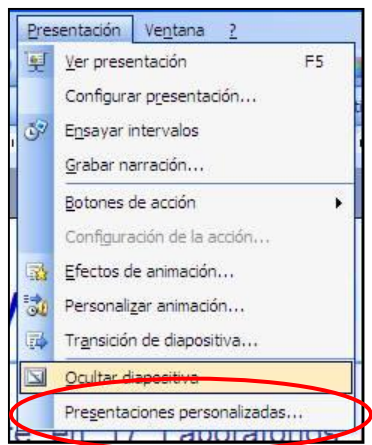 Presentación Ventana ?
Ver presentación F5
Configurar presentación...
Ensayar intervalos
Grabar narración...
Botones de acción
Configuración de la acción...
Efectos de animación...
Personalizar animación...
Transición de diapositiva...
Ocultar diapositiva
Presentaciones personalizadas...